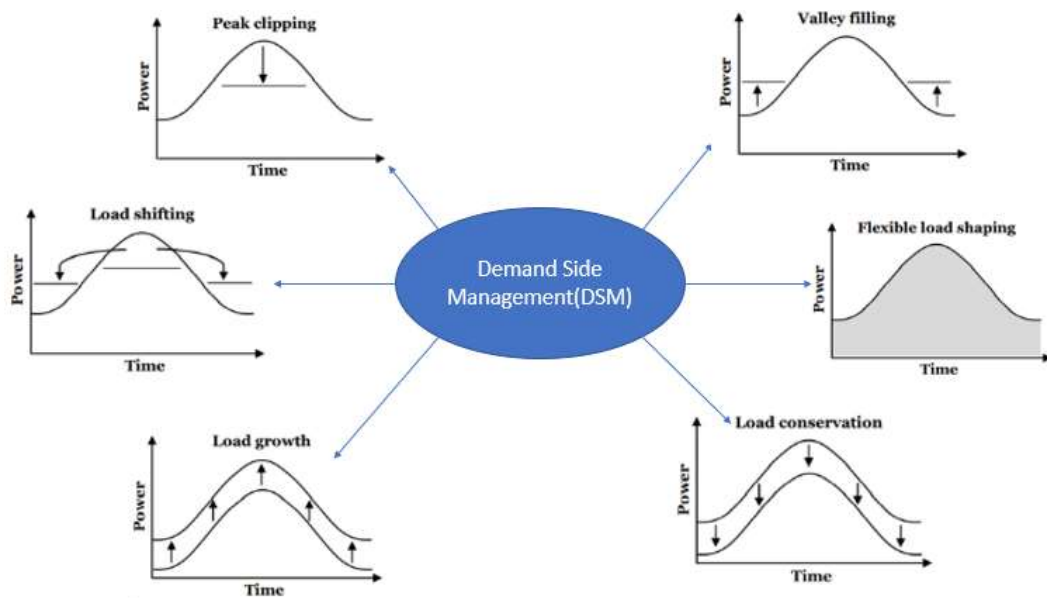 Peak clipping
Power
Time
Valley filling
Power
Time
Load shifting
Power
Time
Demand Side
Management(DSM)
Flexible load shaping
Power
Time
Load growth
Power
Time
Load conservation
Power
Time